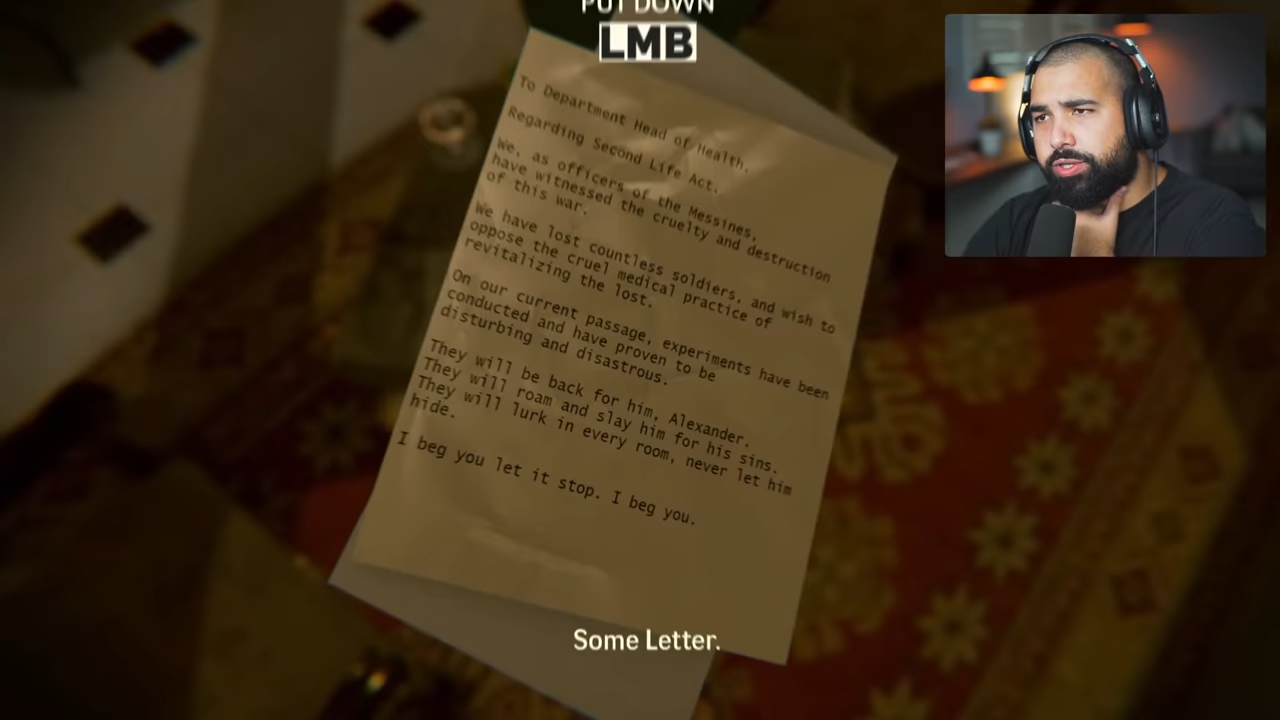 PUT DOWN
LMB
To Department Head of Health,
Regarding Second Life Act.
We, as officers of the Messines,
have witnessed the cruelty and destruction
of this war.
We have lost countless soldiers, and wish to
oppose the cruel medical practice of
revitalizing the lost.
On our current passage, experiments have been
conducted and have proven to be
disturbing and disastrous.
They will be back for him, Alexander.
They will roam and slay him for his sins.
They will lurk in every room, never let him
hide.
I beg you let it stop. I beg you.
Some Letter.